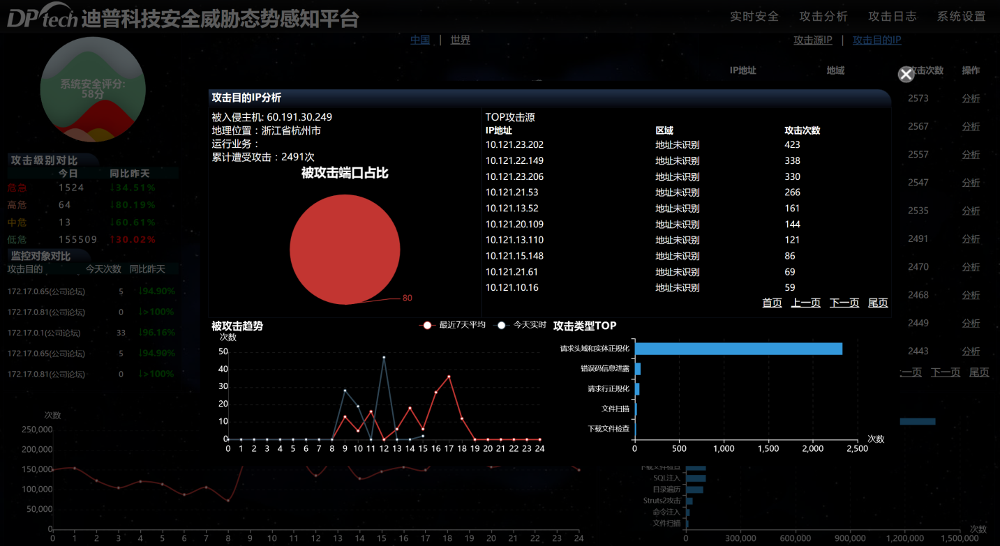 DPtech 迪普科技安全威胁态势感知平台
实时安全 攻击分析 攻击日志 系统设置
中国 | 世界
攻击源IP | 攻击目的IP
系统安全评分:
58分
IP地址 地域 攻击次数 操作
2573 分析
2567 分析
2557 分析
2547 分析
2535 分析
2491 分析
2470 分析
2468 分析
2449 分析
2443 分析
一页 下一页 尾页
攻击级别对比
今日 同比昨天
危急 1524 ↓34.51%
高危 64 ↓80.19%
中危 13 ↓60.61%
低危 155509 ↑30.02%
监控对象对比
攻击目的 今天次数 同比昨天
172.17.0.65(公司论坛) 5 ↓94.90%
172.17.0.81(公司论坛) 0 ↓>100%
172.17.0.1(公司论坛) 33 ↓96.16%
172.17.0.65(公司论坛) 5 ↓94.90%
172.17.0.81(公司论坛) 0 ↓>100%
攻击目的IP分析
被入侵主机: 60.191.30.249
地理位置：浙江省杭州市
运行业务：
累计遭受攻击：2491次
被攻击端口占比
80
TOP攻击源
IP地址 区域 攻击次数
10.121.23.202 地址未识别 423
10.121.22.149 地址未识别 338
10.121.23.206 地址未识别 330
10.121.21.53 地址未识别 266
10.121.13.52 地址未识别 161
10.121.20.109 地址未识别 144
10.121.13.110 地址未识别 121
10.121.15.148 地址未识别 86
10.121.21.61 地址未识别 69
10.121.10.16 地址未识别 59
首页 上一页 下一页 尾页
被攻击趋势
最近7天平均 今天实时
次数
50
40
30
20
10
0
0 1 2 3 4 5 6 7 8 9 10 11 12 13 14 15 16 17 18 19 20 21 22 23 24
攻击类型TOP
请求头域和实体正规化
错误码信息泄露
请求行正规化
文件扫描
下载文件检查
0 500 1,000 1,500 2,000 2,500
次数
次数
250,000
200,000
150,000
100,000
50,000
0
0 1 2 3 4 5 6 7 8 9 10 11 12 13 14 15 16 17 18 19 20 21 22 23 24
下载文件检查
SQL注入
目录遍历
Struts2攻击
命令注入
文件扫描
0 300,000 600,000 900,000 1,200,000 1,500,000
次数